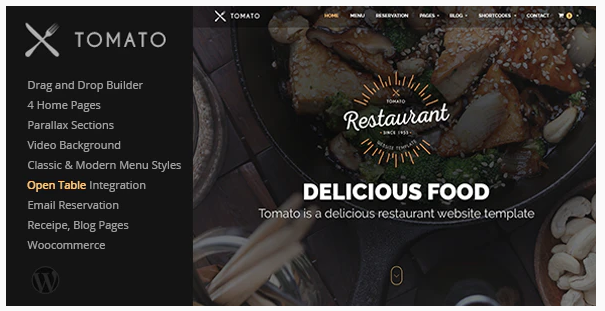 TOMATO
Drag and Drop Builder
4 Home Pages
Parallax Sections
Video Background
Classic & Modern Menu Styles
Open Table Integration
Email Reservation
Receipe, Blog Pages
Woocommerce
TOMATO
HOME MENU RESERVATION PAGES BLOG SHORTCODES CONTACT
TOMATO
Restaurant
- SINCE 1953 -
WEBSITE TEMPLATE
DELICIOUS FOOD
Tomato is a delicious restaurant website template